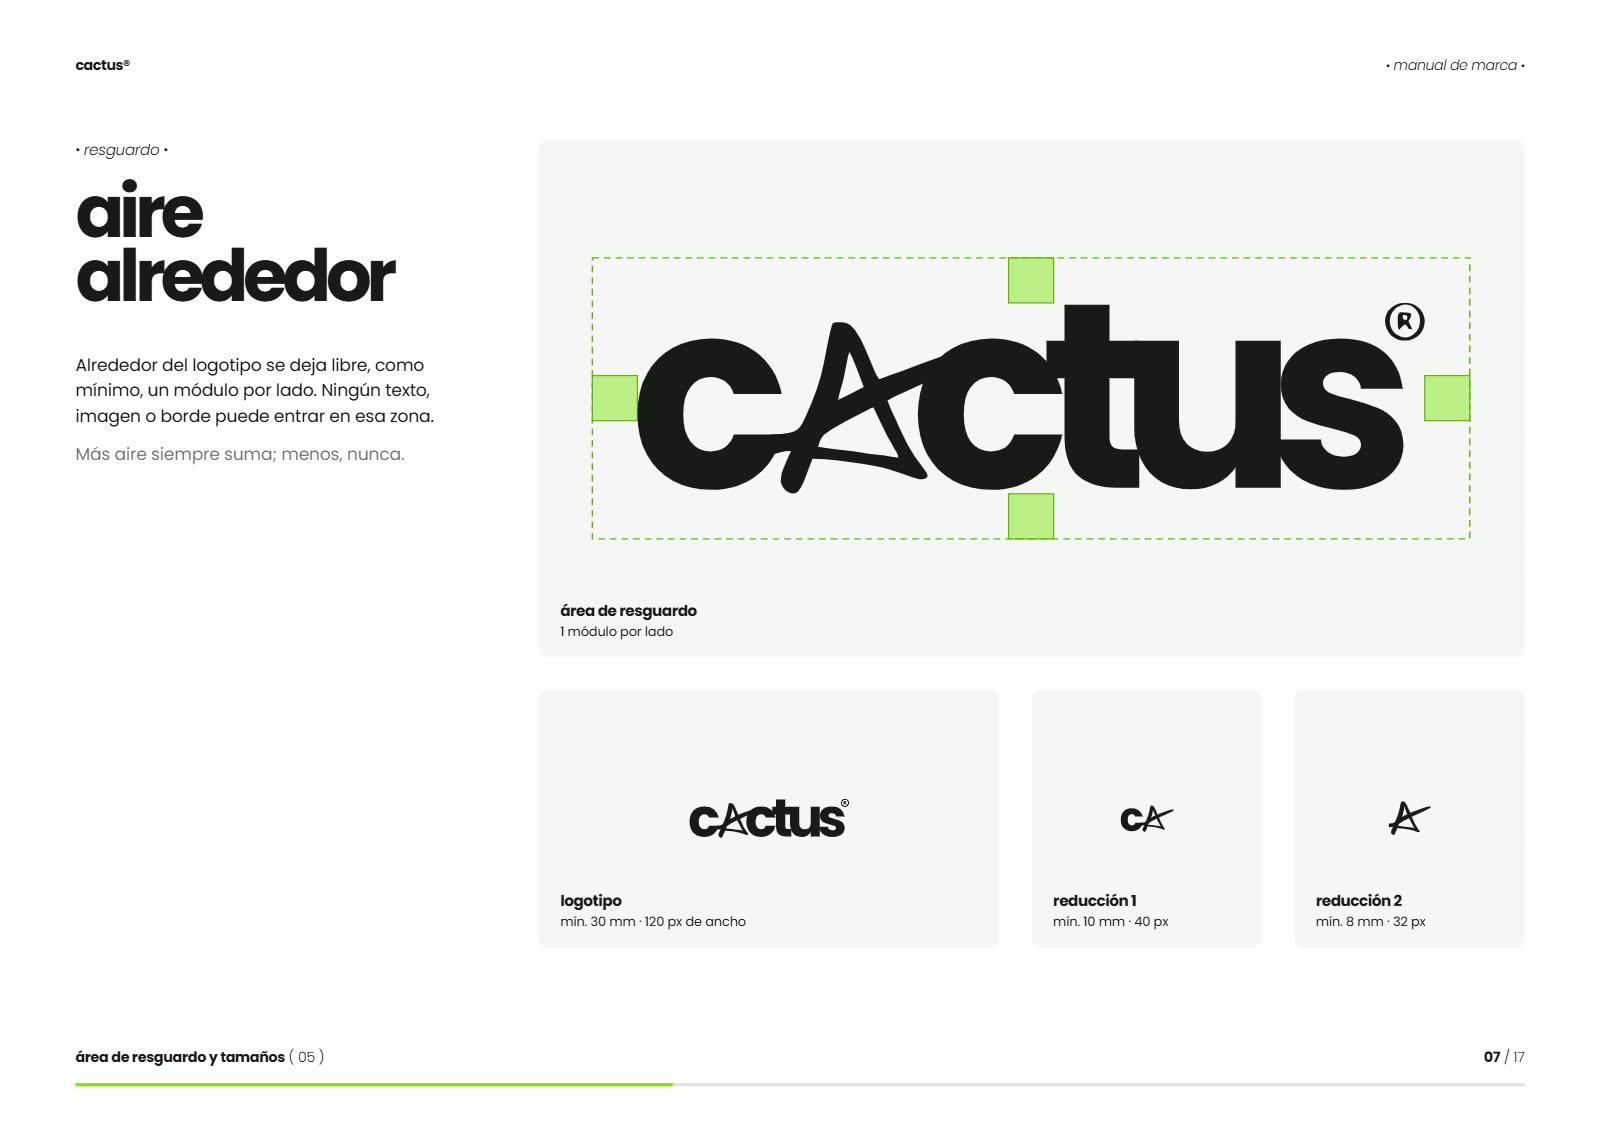 cactus®
• manual de marca •
• resguardo •
aire
alrededor
Alrededor del logotipo se deja libre, como
mínimo, un módulo por lado. Ningún texto,
imagen o borde puede entrar en esa zona.
Más aire siempre suma; menos, nunca.
cActus®
área de resguardo
1 módulo por lado
cActus®
logotipo
mín. 30 mm · 120 px de ancho
cA
reducción 1
mín. 10 mm · 40 px
A
reducción 2
mín. 8 mm · 32 px
área de resguardo y tamaños ( 05 )
07 / 17